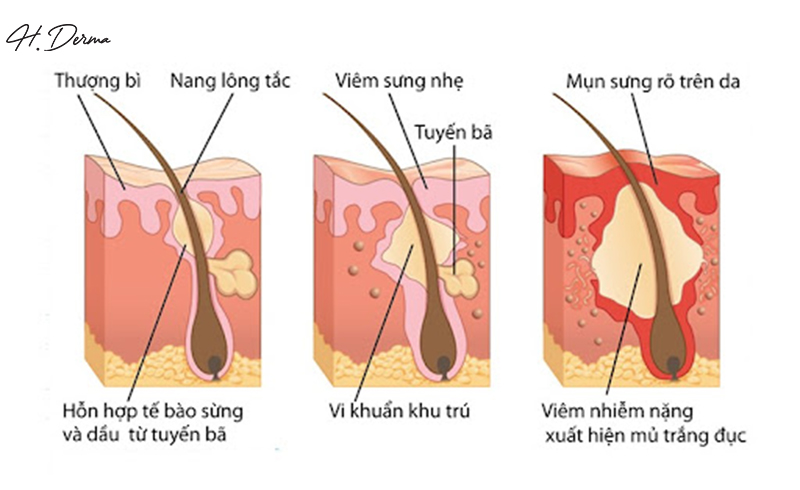 H. Derma
Thượng bì
Nang lông tắc
Viêm sưng nhẹ
Mụn sưng rõ trên da
Tuyến bã
Hỗn hợp tế bào sừng
và dầu từ tuyến bã
Vi khuẩn khu trú
Viêm nhiễm nặng
xuất hiện mủ trắng đục